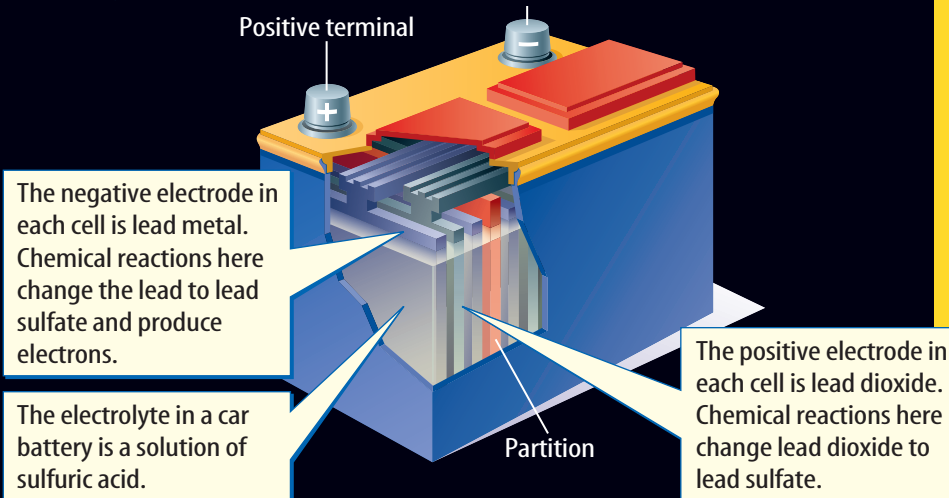 Positive terminal
+
−
The negative electrode in
each cell is lead metal.
Chemical reactions here
change the lead to lead
sulfate and produce
electrons.
The electrolyte in a car
battery is a solution of
sulfuric acid.
Partition
The positive electrode in
each cell is lead dioxide.
Chemical reactions here
change lead dioxide to
lead sulfate.